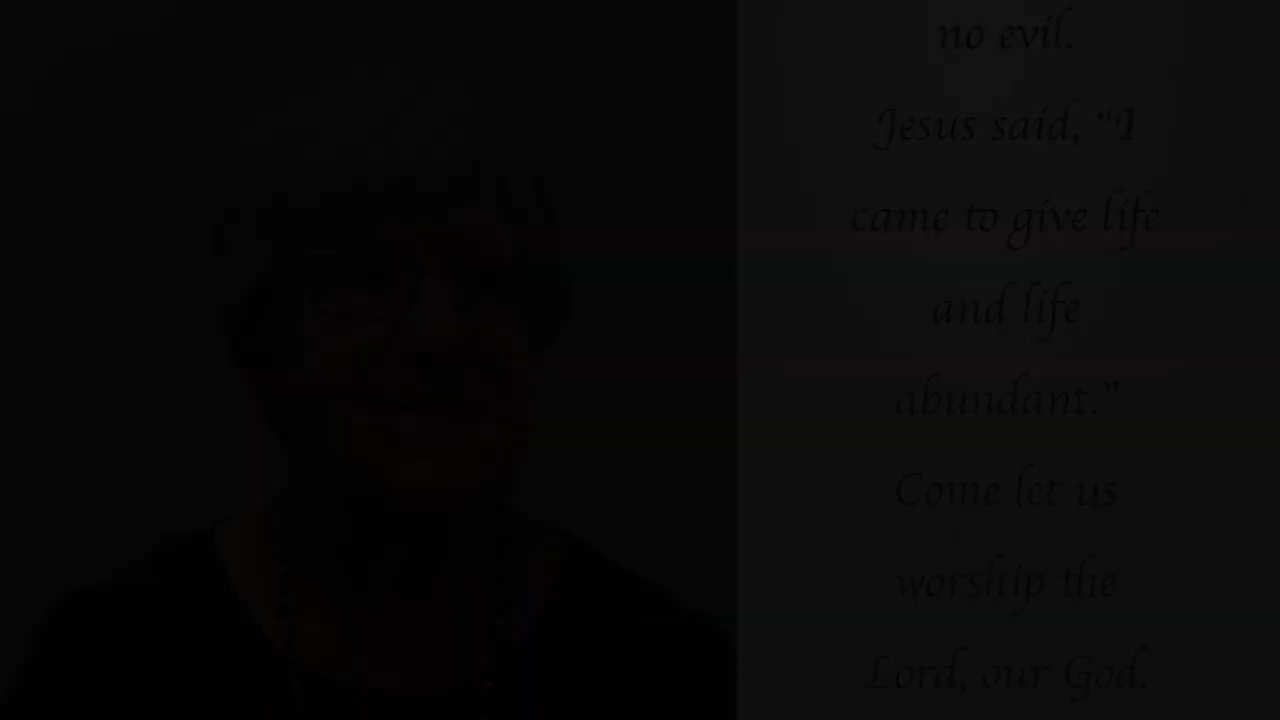 no evil.
Jesus said, “I
came to give life
and life
abundant.”
Come let us
worship the
Lord, our God.